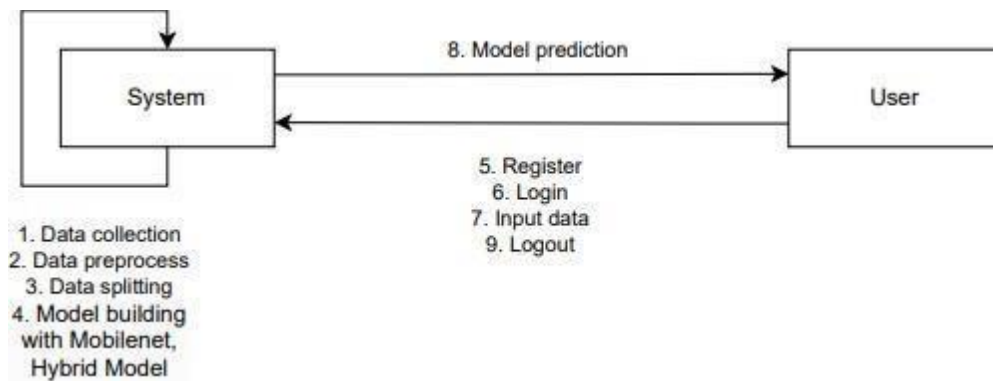 8. Model prediction
System
User
5. Register
6. Login
7. Input data
9. Logout
1. Data collection
2. Data preprocess
3. Data splitting
4. Model building
with Mobilenet,
Hybrid Model